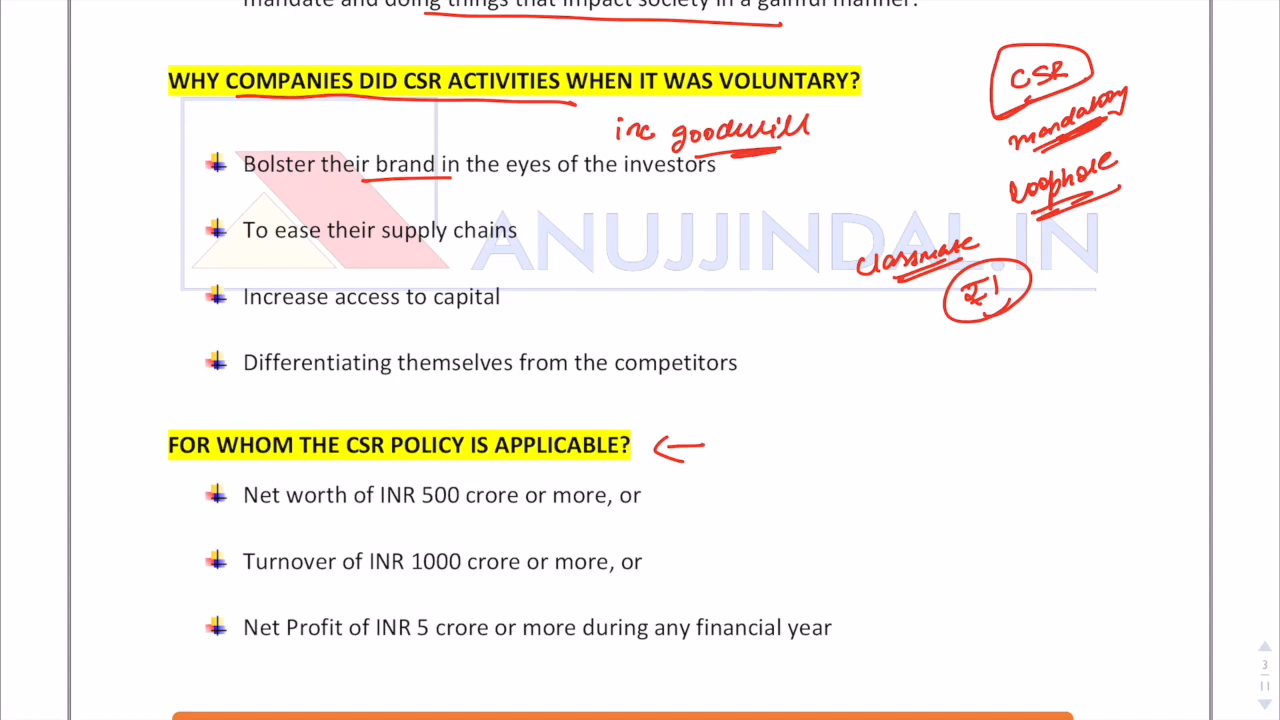 mandate and doing things that impact society in a gainful manner.
WHY COMPANIES DID CSR ACTIVITIES WHEN IT WAS VOLUNTARY?
CSR
mandatory
inc goodwill
Bolster their brand in the eyes of the investors
loophole
To ease their supply chains
ANUJJINDAL.IN
classmate
₹1
Increase access to capital
Differentiating themselves from the competitors
FOR WHOM THE CSR POLICY IS APPLICABLE?
Net worth of INR 500 crore or more, or
Turnover of INR 1000 crore or more, or
Net Profit of INR 5 crore or more during any financial year
3
11